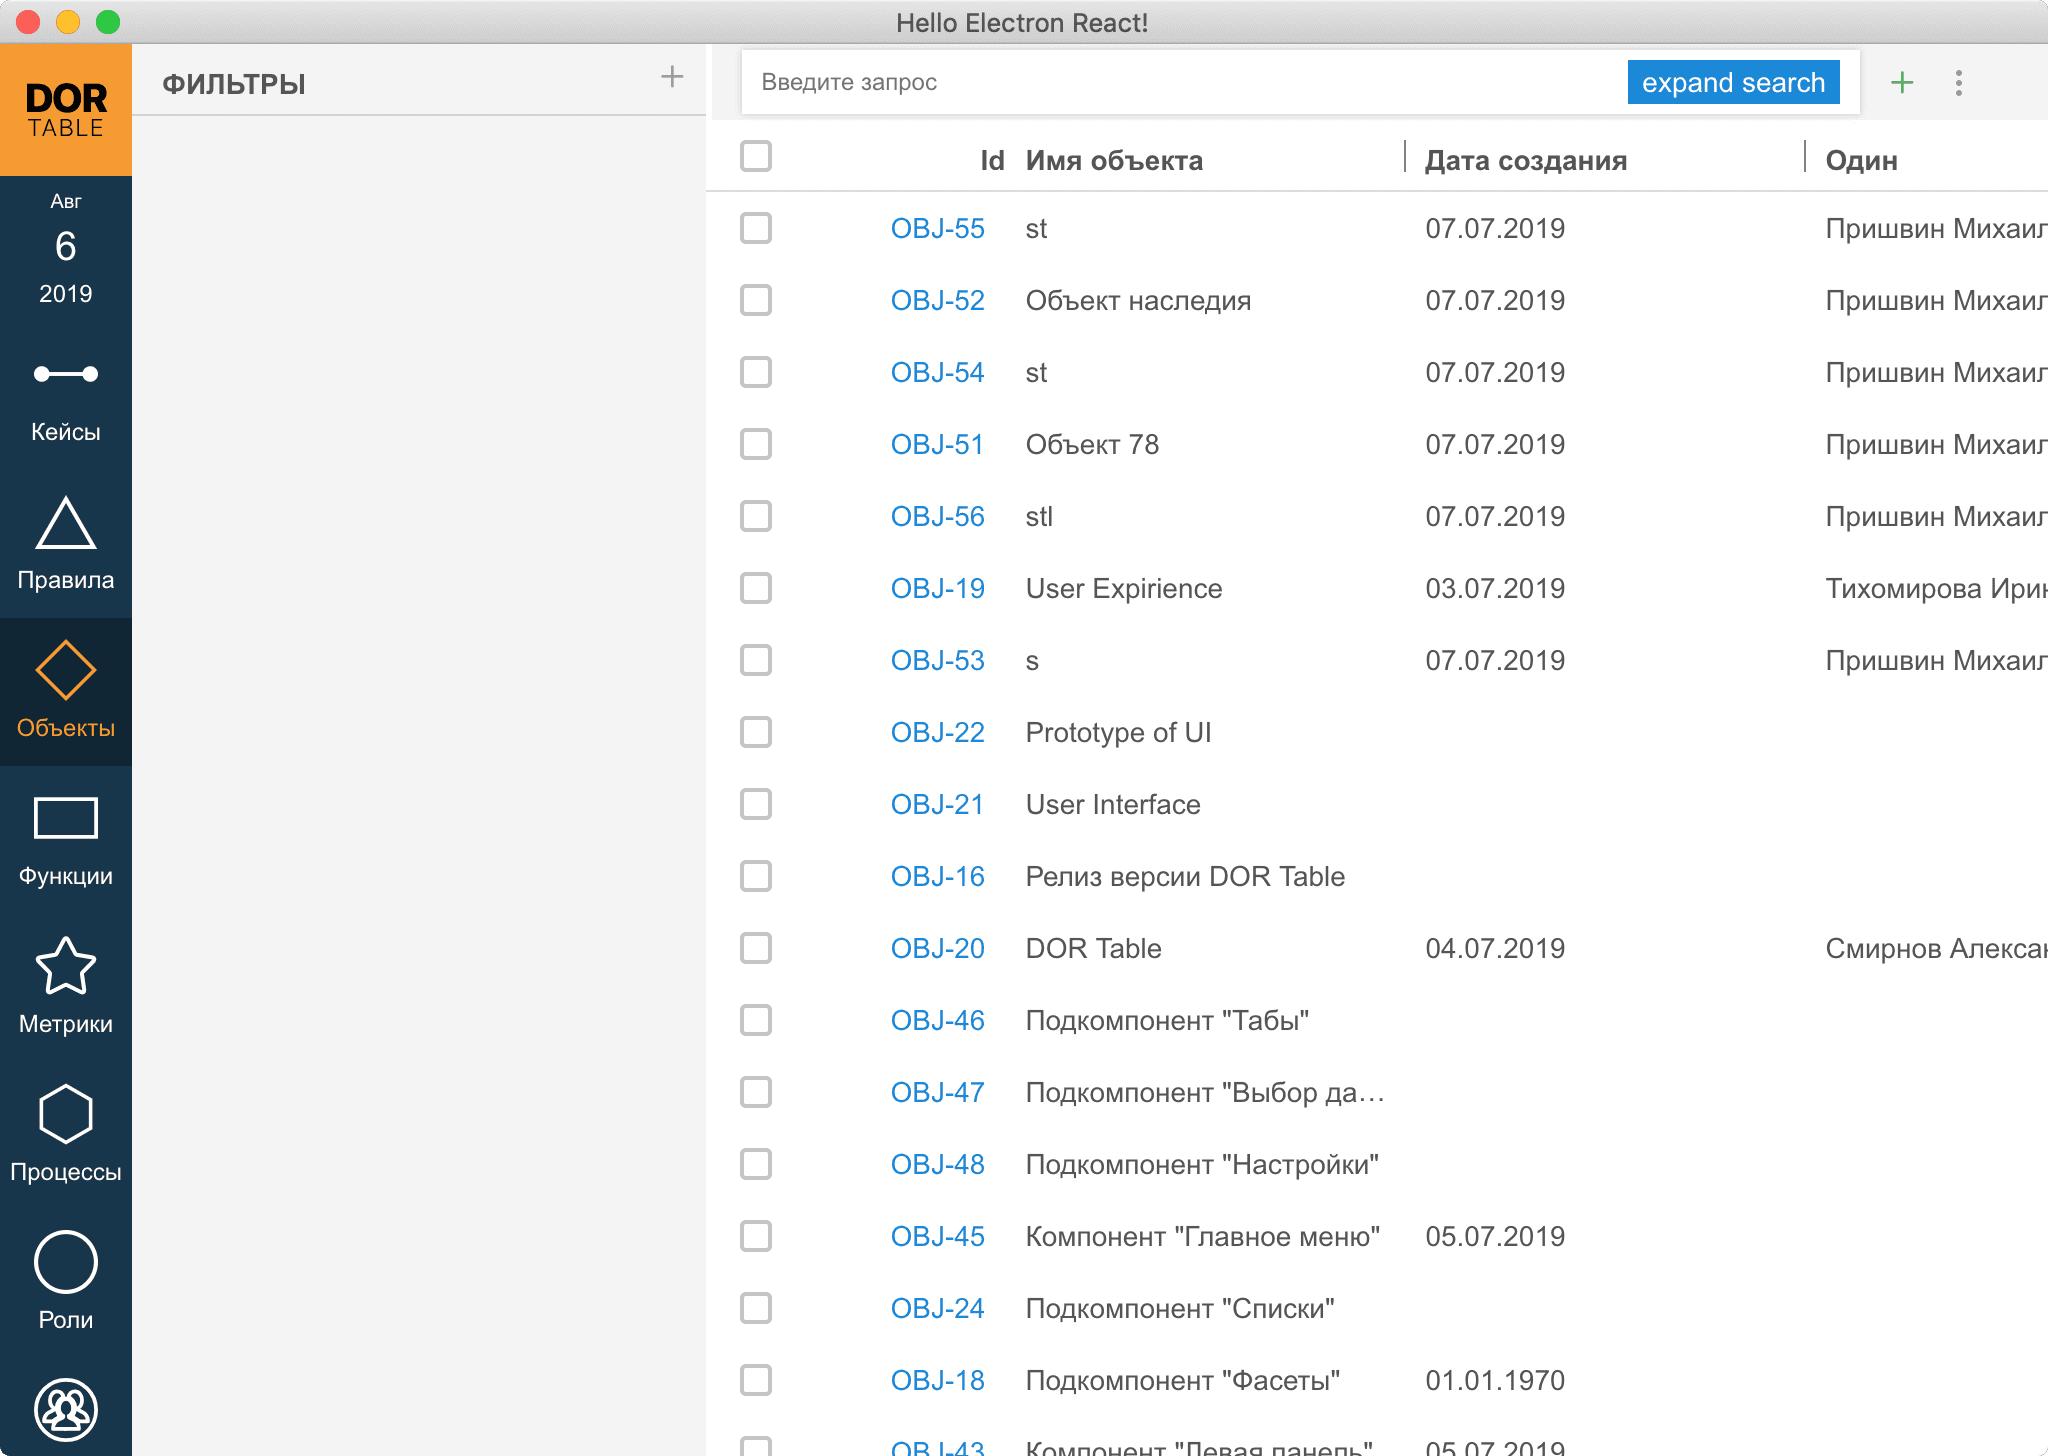 Hello Electron React!
DOR
TABLE
Авг
6
2019
Кейсы
Правила
Объекты
Функции
Метрики
Процессы
Роли
ФИЛЬТРЫ
Введите запрос expand search
Id Имя объекта Дата создания Один
OBJ-55 st 07.07.2019 Пришвин Михаил
OBJ-52 Объект наследия 07.07.2019 Пришвин Михаил
OBJ-54 st 07.07.2019 Пришвин Михаил
OBJ-51 Объект 78 07.07.2019 Пришвин Михаил
OBJ-56 stl 07.07.2019 Пришвин Михаил
OBJ-19 User Expirience 03.07.2019 Тихомирова Ирин
OBJ-53 s 07.07.2019 Пришвин Михаил
OBJ-22 Prototype of UI
OBJ-21 User Interface
OBJ-16 Релиз версии DOR Table
OBJ-20 DOR Table 04.07.2019 Смирнов Алексан
OBJ-46 Подкомпонент "Табы"
OBJ-47 Подкомпонент "Выбор да…
OBJ-48 Подкомпонент "Настройки"
OBJ-45 Компонент "Главное меню" 05.07.2019
OBJ-24 Подкомпонент "Списки"
OBJ-18 Подкомпонент "Фасеты" 01.01.1970
OBJ-43 Компонент "Левая панель" 05.07.2019